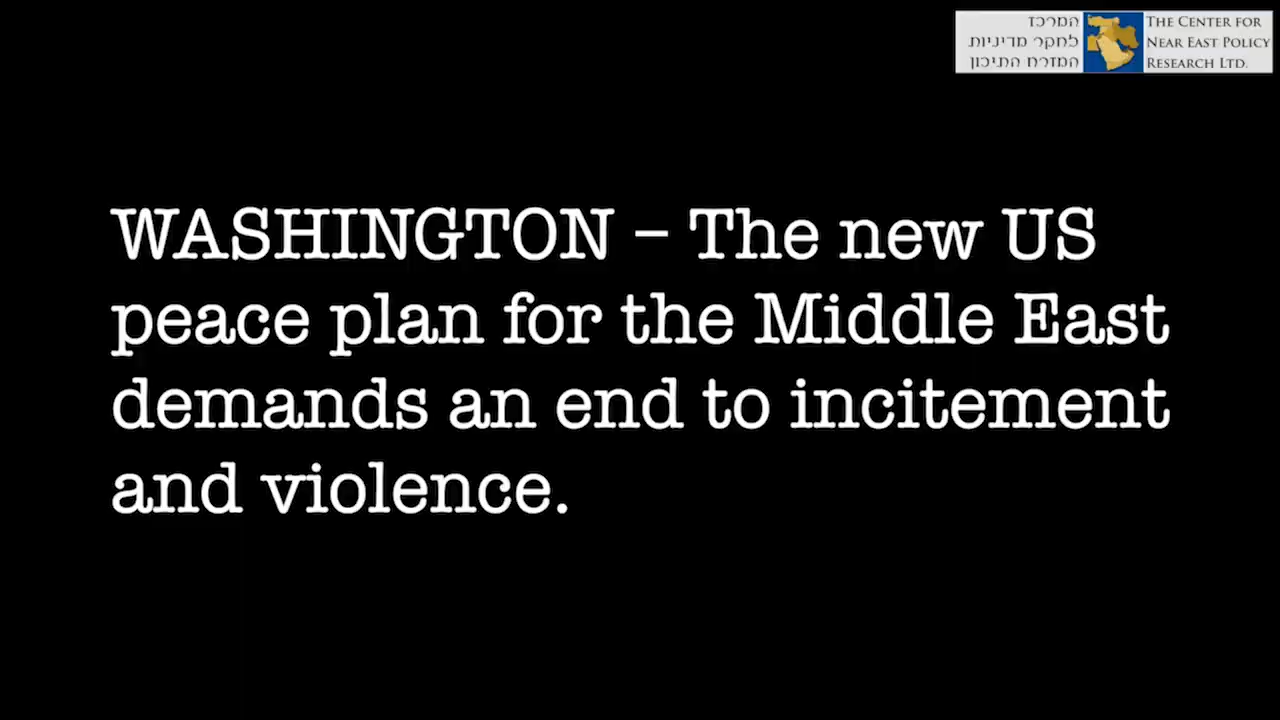 המרכז
לחקר מדיניות
המזרח התיכון
THE CENTER FOR
NEAR EAST POLICY
RESEARCH LTD.
WASHINGTON – The new US
peace plan for the Middle East
demands an end to incitement
and violence.